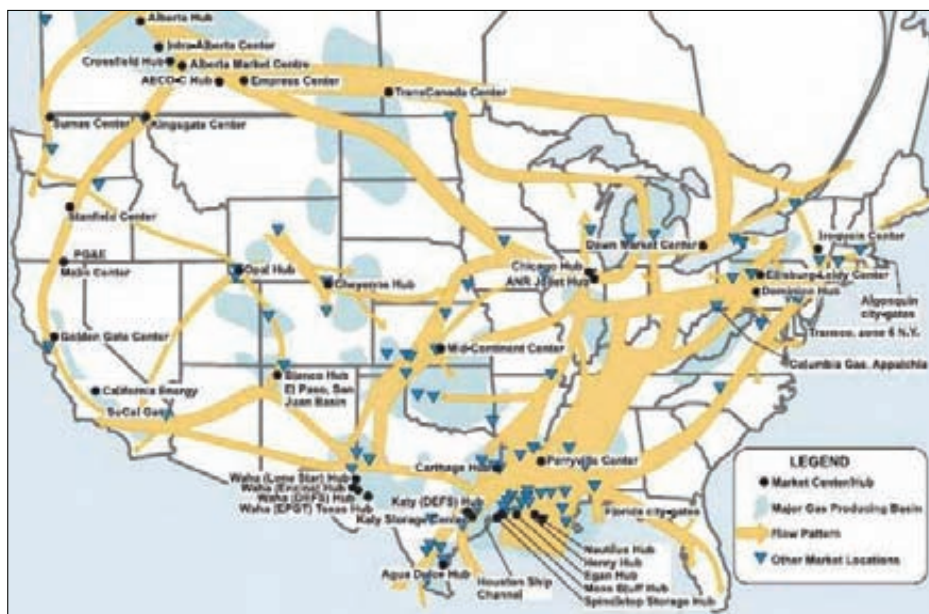 Alberta Hub
Intra-Alberta Center
Crossfield Hub
Alberta Market Centre
AECO-C Hub
Empress Center
TransCanada Center
Sumas Center
Kingsgate Center
Stanfield Center
PG&E
Malin Center
Opal Hub
Cheyenne Hub
Dawn Market Center
Iroquois Center
Chicago Hub
ANR Joliet Hub
Ellisburg-Leidy Center
Dominion Hub
Algonquin
city-gates
Transco, zone 6 N.Y.
Columbia Gas, Appalchia
Golden Gate Center
Mid-Continent Center
California Energy
Blanco Hub
El Paso, San
Juan Basin
SoCal Gas
Waha (Lone Star) Hub
Waha (Encina) Hub
Waha (DEFS) Hub
Waha (EPGT) Texas Hub
Carthage Hub
Perryville Center
Katy (DEFS) Hub
Katy Storage Center
Florida city-gates
Agua Dulce Hub
Houston Ship
Channel
Nautilus Hub
Henry Hub
Egan Hub
Moss Bluff Hub
Spindletop Storage Hub
LEGEND
Market Center/Hub
Major Gas Producing Basin
Flow Pattern
Other Market Locations